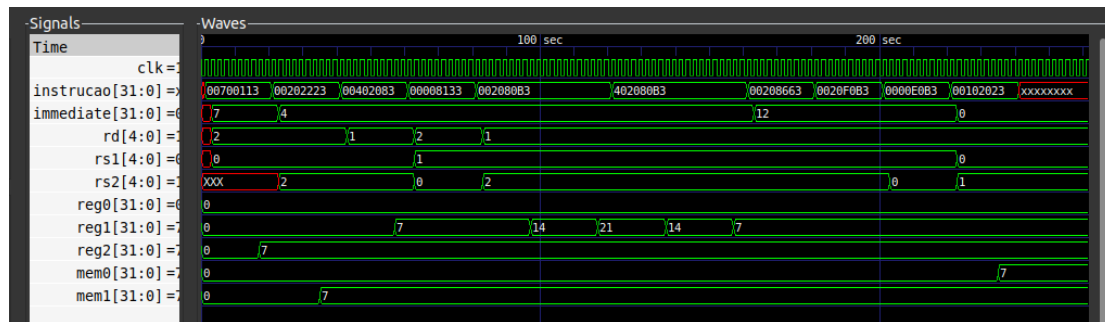 Signals Waves
Time 0 100 sec 200 sec
clk=1
instrucao[31:0]=x 00700113 00202223 00402083 00008133 002080B3 402080B3 00208663 0020F0B3 0000E0B3 00102023 xxxxxxxx
immediate[31:0]=0 7 4 12 0
rd[4:0]=1 2 1 2 1
rs1[4:0]=0 0 1 0
rs2[4:0]=1 XXX 2 0 2 0 1
reg0[31:0]=0 0
reg1[31:0]=7 0 7 14 21 14 7
reg2[31:0]=7 0 7
mem0[31:0]=7 0 7
mem1[31:0]=7 0 7